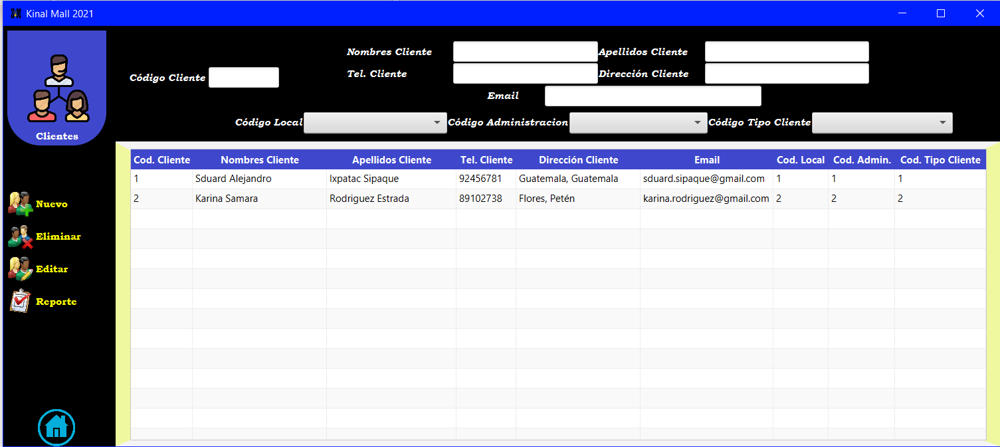 Kinal Mall 2021
Nombres Cliente
Apellidos Cliente
Código Cliente
Tel. Cliente
Dirección Cliente
Email
Código Local
Código Administracion
Código Tipo Cliente
Clientes
Nuevo
Eliminar
Editar
Reporte
Cod. Cliente Nombres Cliente Apellidos Cliente Tel. Cliente Dirección Cliente Email Cod. Local Cod. Admin. Cod. Tipo Cliente
1 Sduard Alejandro Ixpatac Sipaque 92456781 Guatemala, Guatemala sduard.sipaque@gmail.com 1 1 1
2 Karina Samara Rodriguez Estrada 89102738 Flores, Petén karina.rodriguez@gmail.com 2 2 2